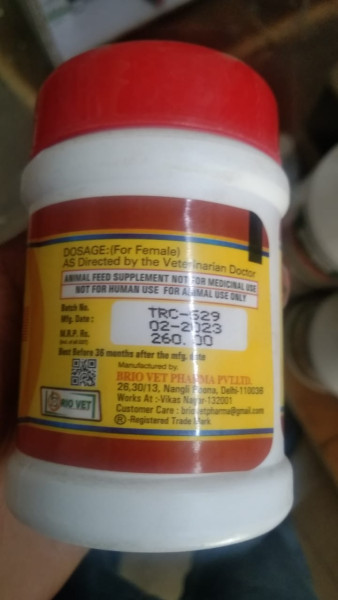 DOSAGE:(For Female)
AS Directed by the Veterinarian Doctor
ANIMAL FEED SUPPLEMENT NOT FOR MEDICINAL USE
NOT FOR HUMAN USE FOR ANIMAL USE ONLY
Batch No. TRC-529
Mfg. Date : 02-2023
M.R.P. Rs. 260.00
Best Before 36 months after the mfg. date
Manufactured by.
BRIO VET PHARMA PVT.LTD.
26,30/13, Nangli Poona, Delhi-110036
Works At :-Vikas Nagar-132001
Customer Care : briovetpharma@gmail.com
®-Registered Trade Mark
BRIO VET